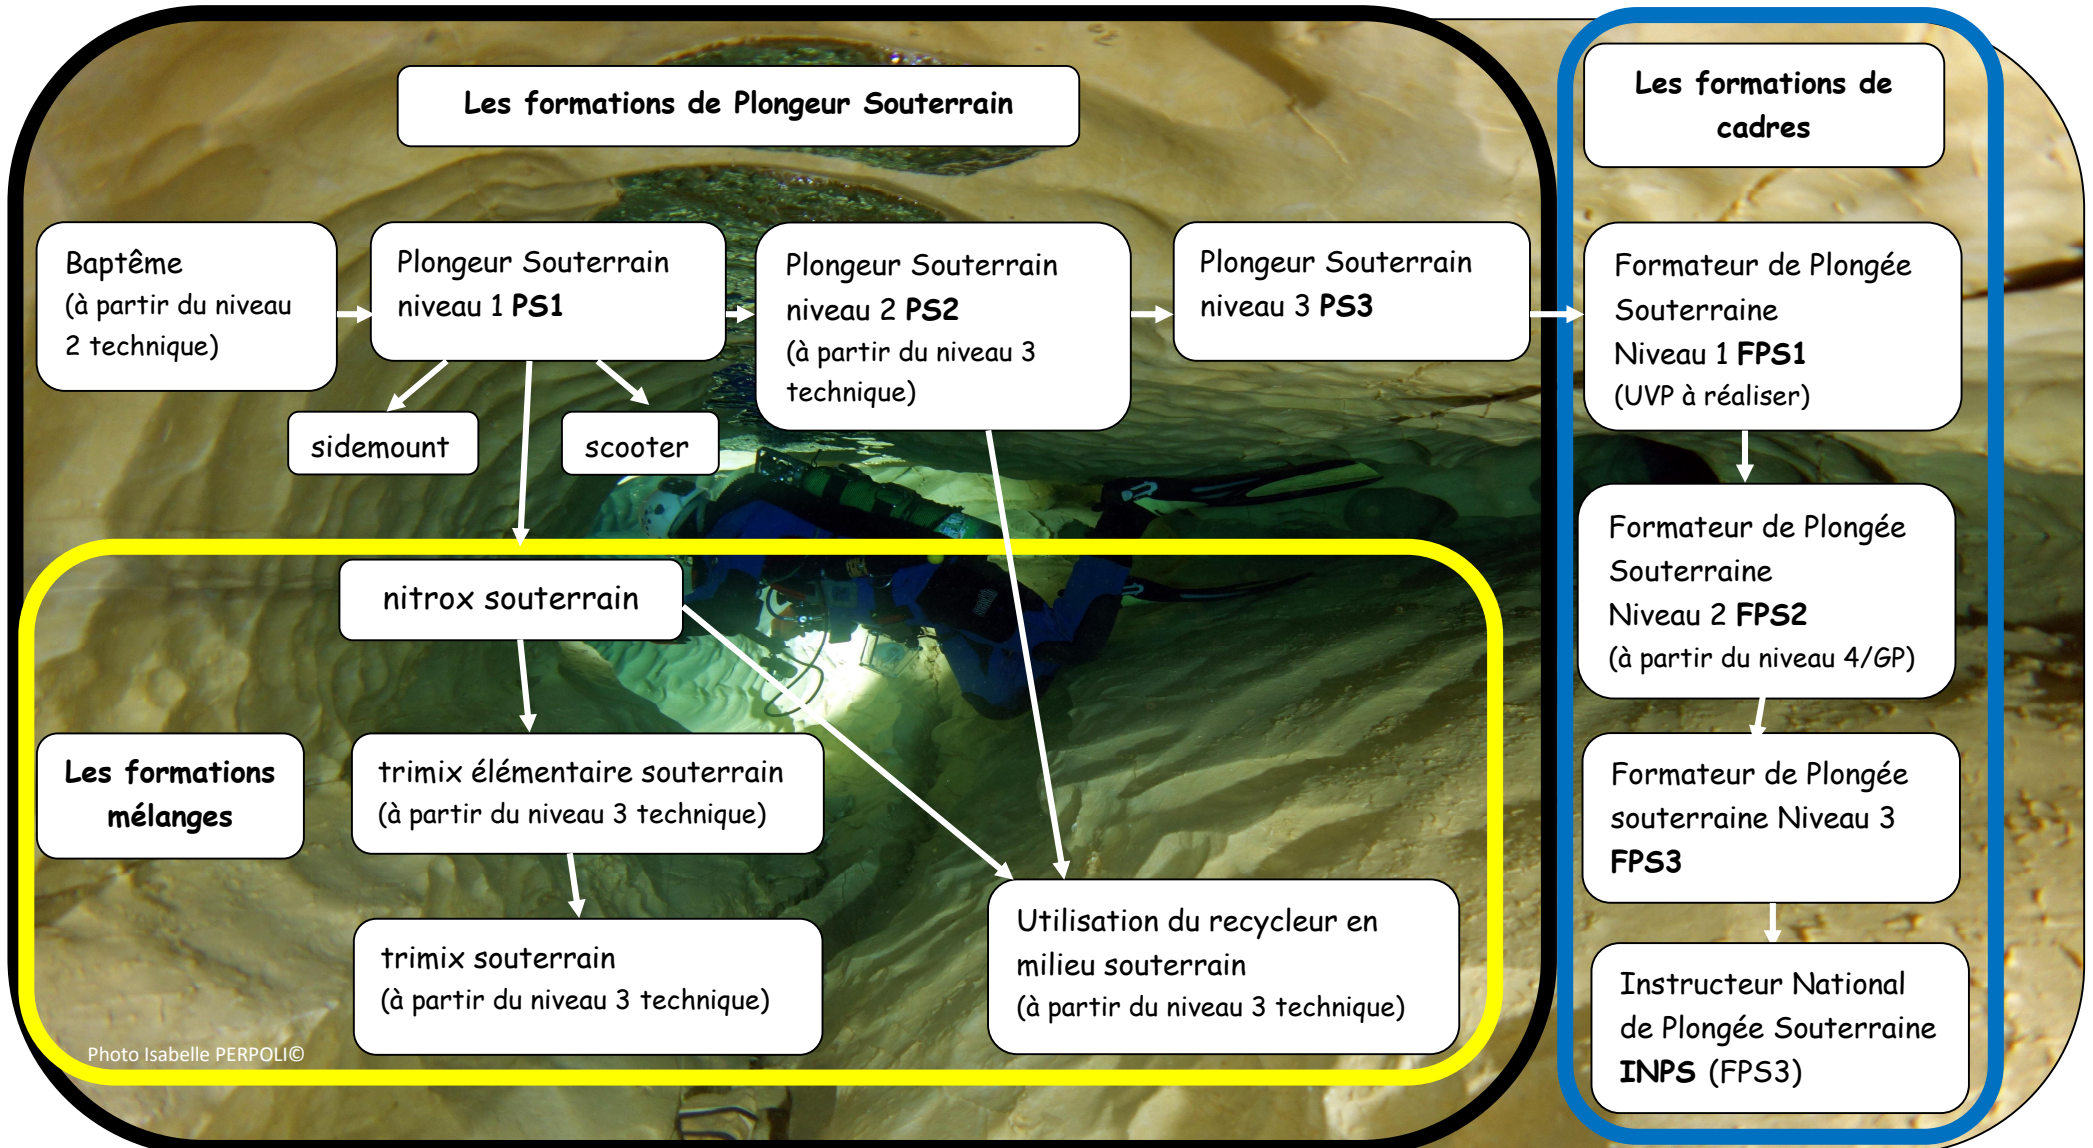 Les formations de Plongeur Souterrain
Les formations de
cadres
Baptême
(à partir du niveau
2 technique)
Plongeur Souterrain
niveau 1 PS1
Plongeur Souterrain
niveau 2 PS2
(à partir du niveau 3
technique)
Plongeur Souterrain
niveau 3 PS3
Formateur de Plongée
Souterraine
Niveau 1 FPS1
(UVP à réaliser)
sidemount
scooter
Formateur de Plongée
Souterraine
Niveau 2 FPS2
(à partir du niveau 4/GP)
nitrox souterrain
Les formations
mélanges
trimix élémentaire souterrain
(à partir du niveau 3 technique)
Formateur de Plongée
souterraine Niveau 3
FPS3
trimix souterrain
(à partir du niveau 3 technique)
Utilisation du recycleur en
milieu souterrain
(à partir du niveau 3 technique)
Instructeur National
de Plongée Souterraine
INPS (FPS3)
Photo Isabelle PERPOLI©